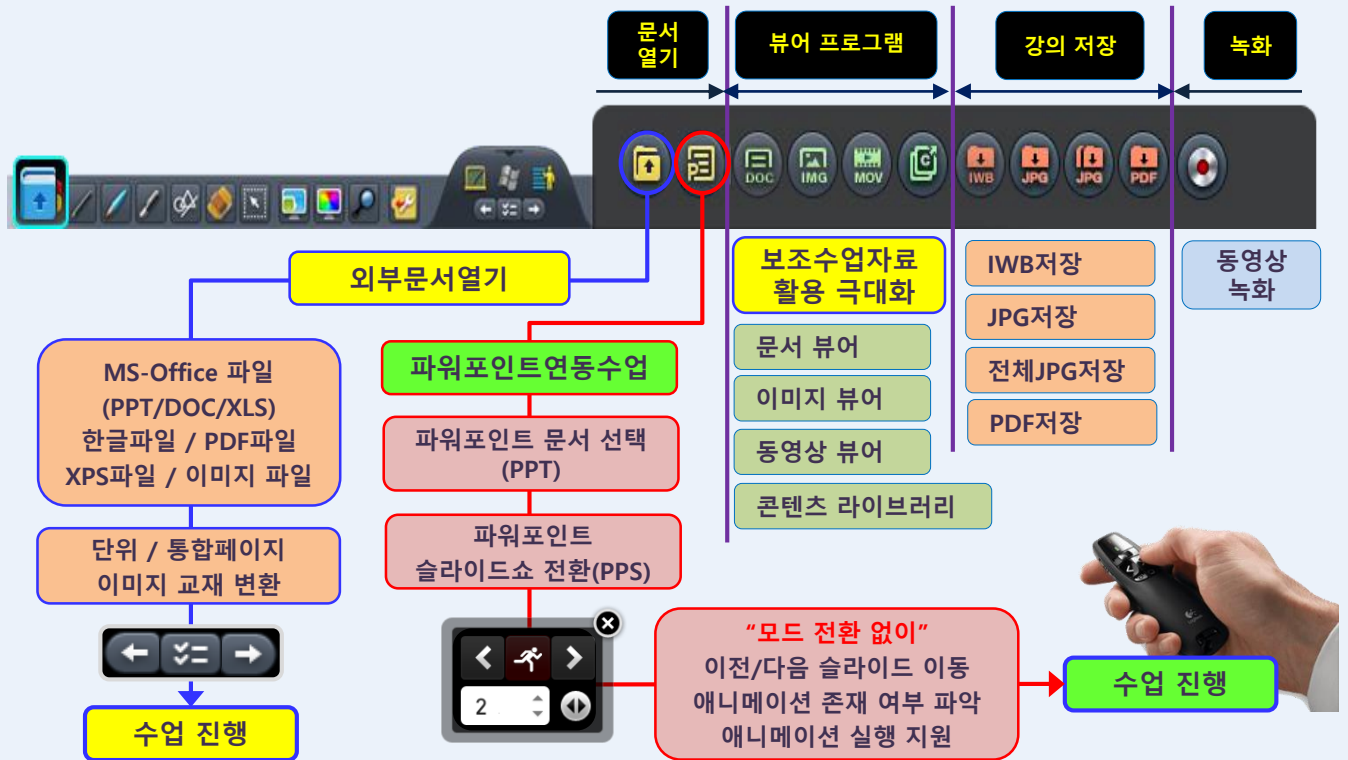 문서
열기
뷰어 프로그램
강의 저장
녹화
DOC
IMG
MOV
C
IWB
JPG
JPG
PDF
외부문서열기
MS-Office 파일
(PPT/DOC/XLS)
한글파일 / PDF파일
XPS파일 / 이미지 파일
단위 / 통합페이지
이미지 교재 변환
수업 진행
파워포인트연동수업
파워포인트 문서 선택
(PPT)
파워포인트
슬라이드쇼 전환(PPS)
2
“모드 전환 없이”
이전/다음 슬라이드 이동
애니메이션 존재 여부 파악
애니메이션 실행 지원
수업 진행
보조수업자료
활용 극대화
문서 뷰어
이미지 뷰어
동영상 뷰어
콘텐츠 라이브러리
IWB저장
JPG저장
전체JPG저장
PDF저장
동영상
녹화